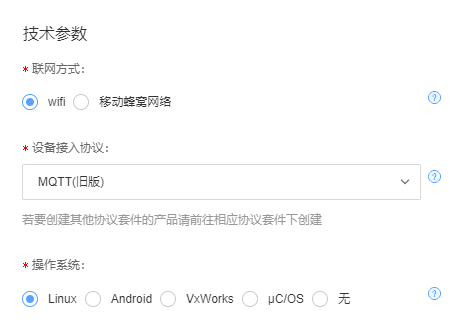 技术参数
* 联网方式:
wifi 移动蜂窝网络
* 设备接入协议:
MQTT(旧版)
若要创建其他协议套件的产品请前往相应协议套件下创建
* 操作系统:
Linux Android VxWorks μC/OS 无